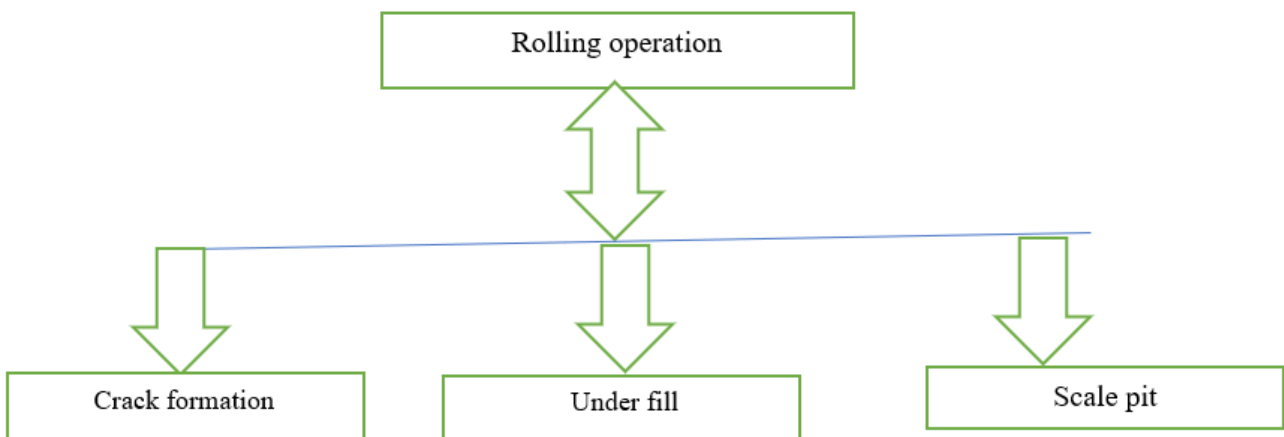 Rolling operation
Crack formation
Under fill
Scale pit